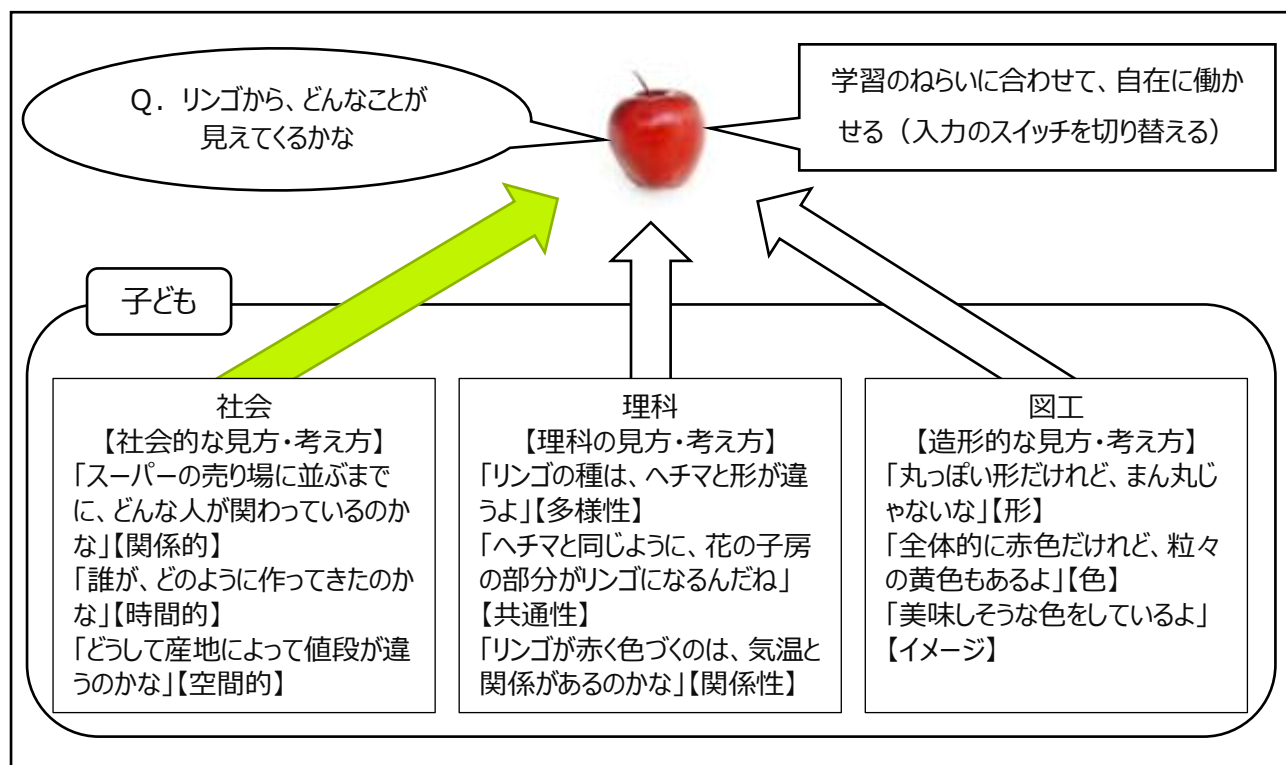 Q．リンゴから、どんなことが
見えてくるかな
学習のねらいに合わせて、自在に働か
せる（入力のスイッチを切り替える）
子ども
社会
【社会的な見方・考え方】
「スーパーの売り場に並ぶまで
に、どんな人が関わっているのか
な」【関係的】
「誰が、どのように作ってきたのか
な」【時間的】
「どうして産地によって値段が違
うのかな」【空間的】
理科
【理科の見方・考え方】
「リンゴの種は、ヘチマと形が違
うよ」【多様性】
「ヘチマと同じように、花の子房
の部分がリンゴになるんだね」
【共通性】
「リンゴが赤く色づくのは、気温と
関係があるのかな」【関係性】
図工
【造形的な見方・考え方】
「丸っぽい形だけれど、まん丸じ
ゃないな」【形】
「全体的に赤色だけれど、粒々
の黄色もあるよ」【色】
「美味しそうな色をしているよ」
【イメージ】